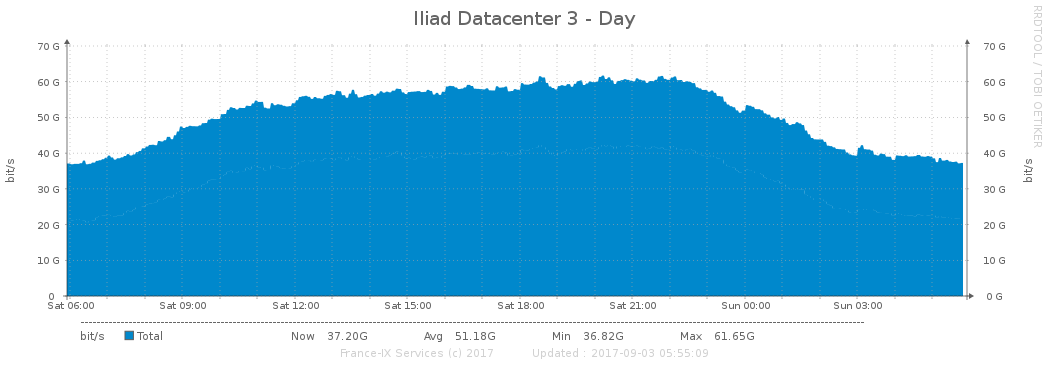 Iliad Datacenter 3 - Day
RRDTOOL / TOBI OETIKER
70 G 70 G
60 G 60 G
50 G 50 G
40 G 40 G
30 G 30 G
20 G 20 G
10 G 10 G
0 0 G
bit/s bit/s
Sat 06:00 Sat 09:00 Sat 12:00 Sat 15:00 Sat 18:00 Sat 21:00 Sun 00:00 Sun 03:00
bit/s Total Now 37.20G Avg 51.18G Min 36.82G Max 61.65G
France-IX Services (c) 2017 Updated : 2017-09-03 05:55:09